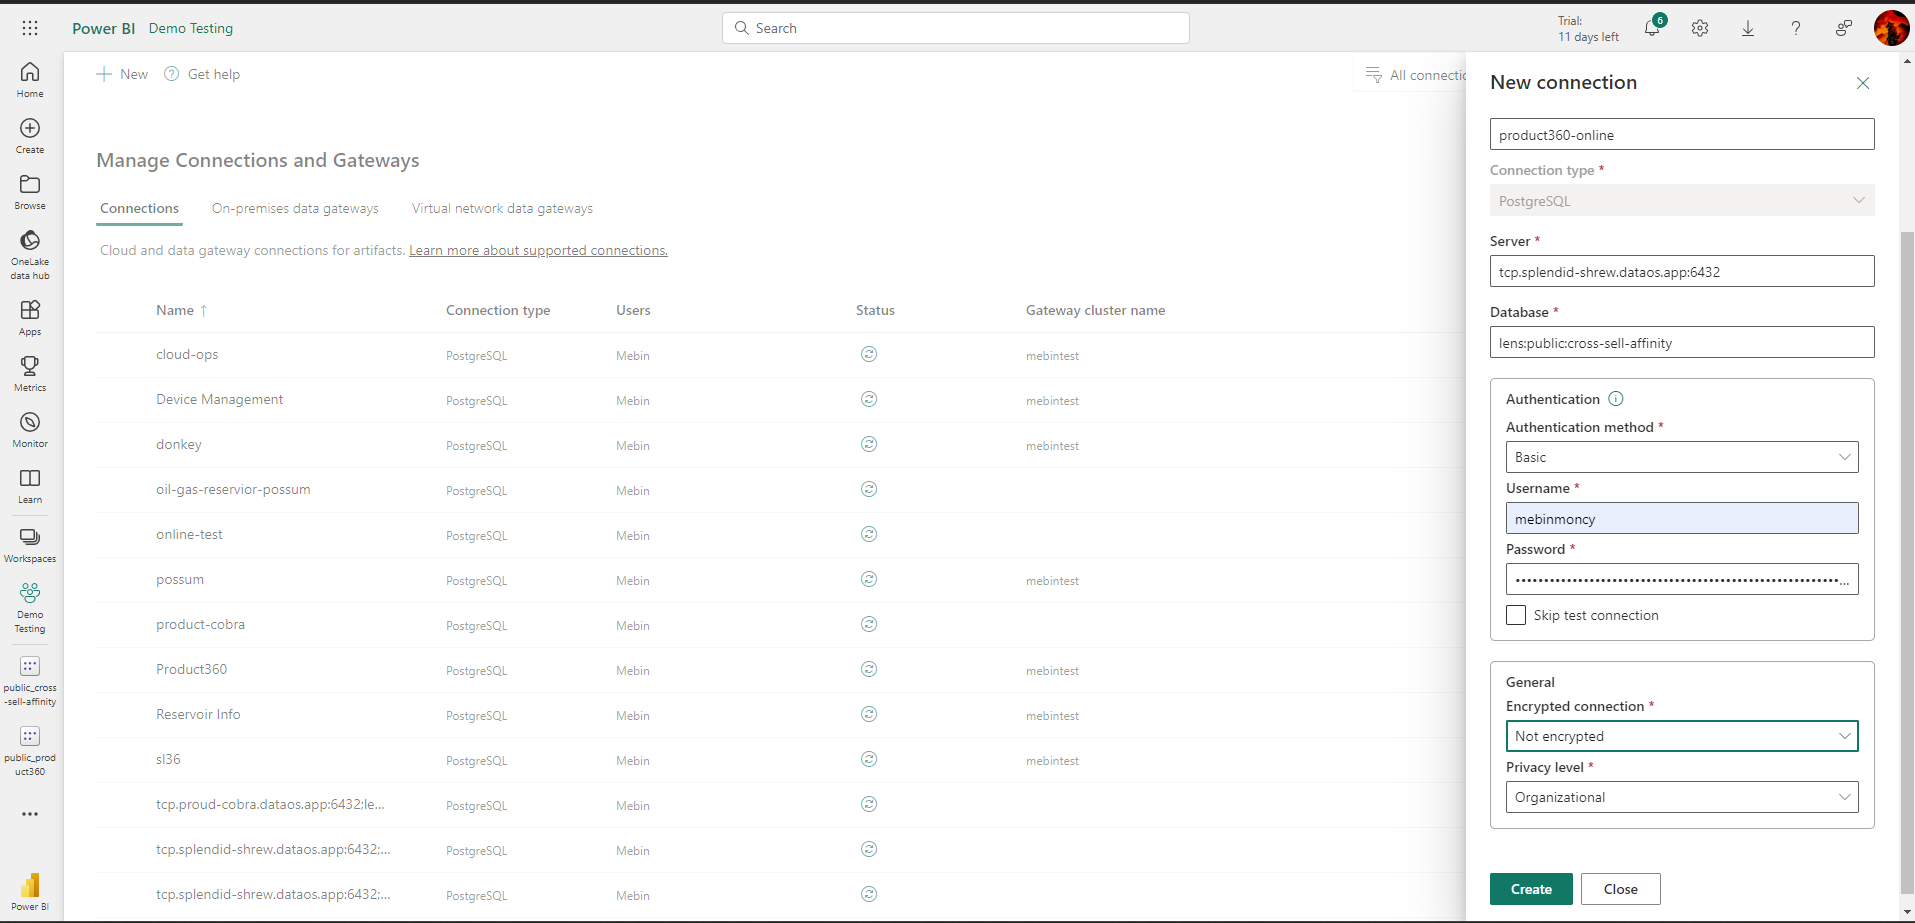 Power BI Demo Testing
Search
Trial:
11 days left
6
Home
Create
Browse
OneLake
data hub
Apps
Metrics
Monitor
Learn
Workspaces
Demo
Testing
public_cross
-sell-affinity
public_prod
uct360
Power BI
New Get help
All connectio
Manage Connections and Gateways
Connections On-premises data gateways Virtual network data gateways
Cloud and data gateway connections for artifacts. Learn more about supported connections.
Name ↑ Connection type Users Status Gateway cluster name
cloud-ops PostgreSQL Mebin mebintest
Device Management PostgreSQL Mebin mebintest
donkey PostgreSQL Mebin mebintest
oil-gas-reservior-possum PostgreSQL Mebin
online-test PostgreSQL Mebin
possum PostgreSQL Mebin mebintest
product-cobra PostgreSQL Mebin
Product360 PostgreSQL Mebin mebintest
Reservoir Info PostgreSQL Mebin mebintest
sl36 PostgreSQL Mebin mebintest
tcp.proud-cobra.dataos.app:6432;le... PostgreSQL Mebin
tcp.splendid-shrew.dataos.app:6432;... PostgreSQL Mebin
tcp.splendid-shrew.dataos.app:6432;... PostgreSQL Mebin
New connection
product360-online
Connection type *
PostgreSQL
Server *
tcp.splendid-shrew.dataos.app:6432
Database *
lens:public:cross-sell-affinity
Authentication
Authentication method *
Basic
Username *
mebinmoncy
Password *
Skip test connection
General
Encrypted connection *
Not encrypted
Privacy level *
Organizational
Create Close